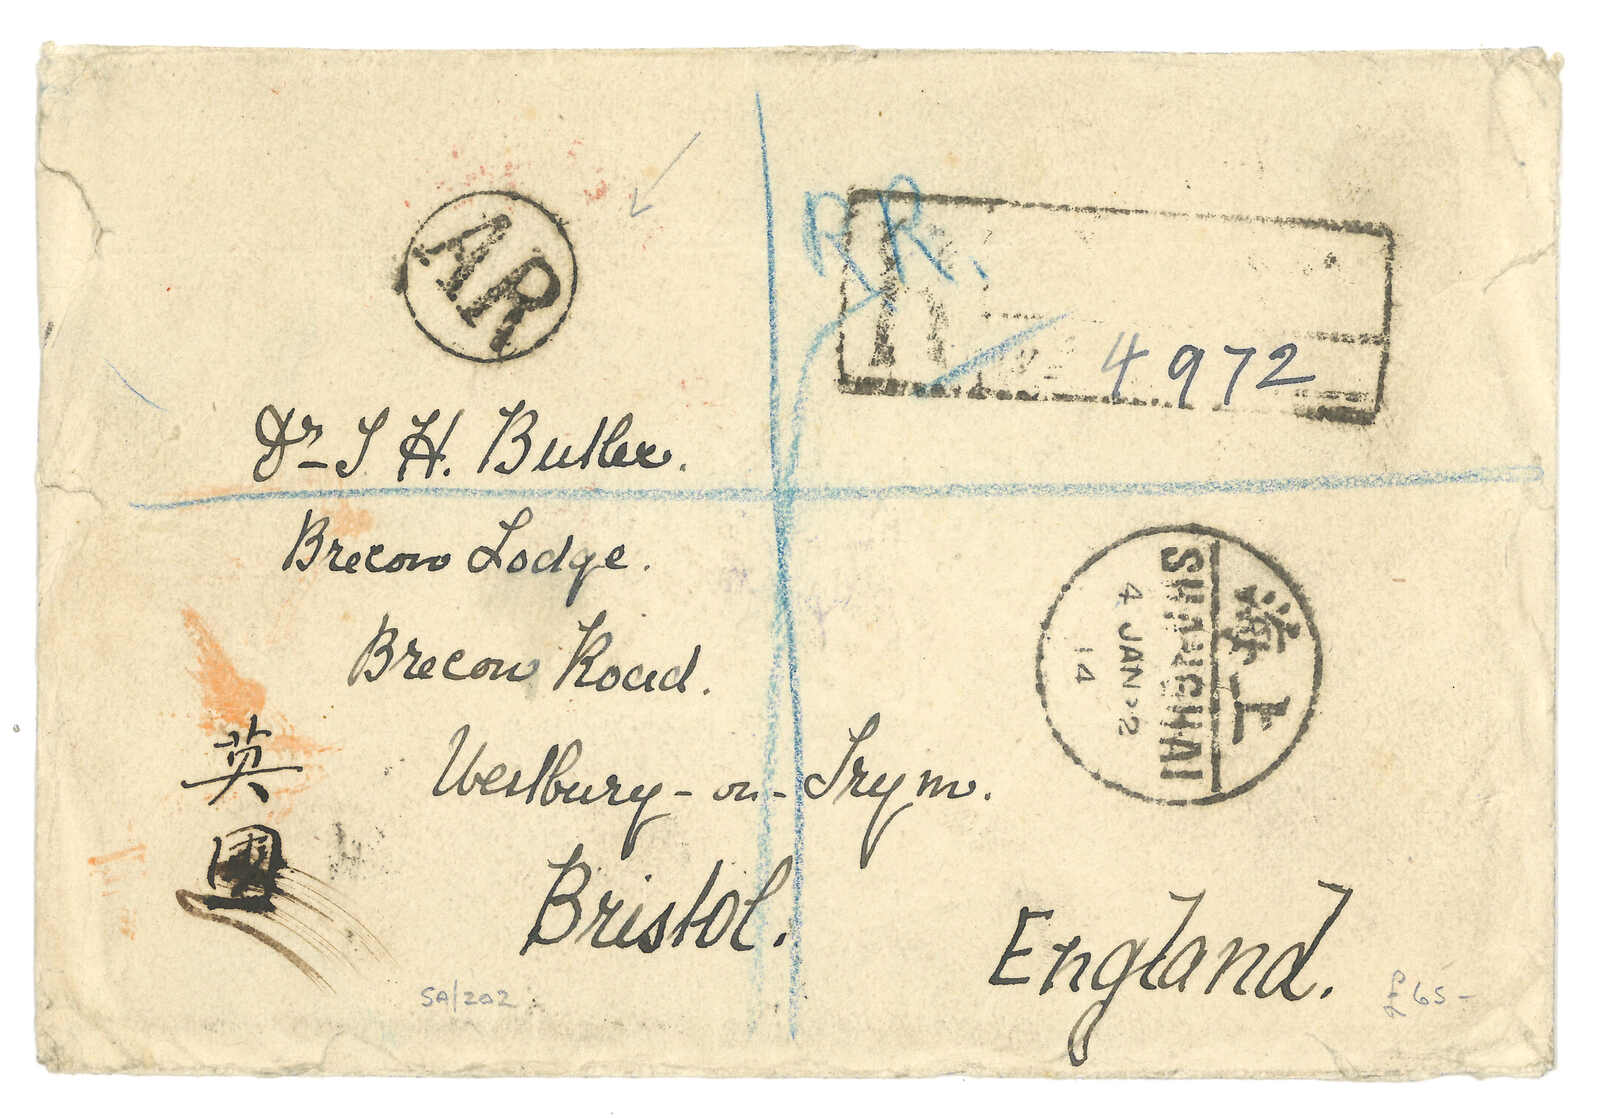 AR
R.R.
R
4972
Dr S H. Butler.
Brecon Lodge.
Brecon Road.
Westbury-on-Trym.
Bristol.
England.
英
國
上海
SHANGHAI
4 JAN 22
14
SA/202
£65-